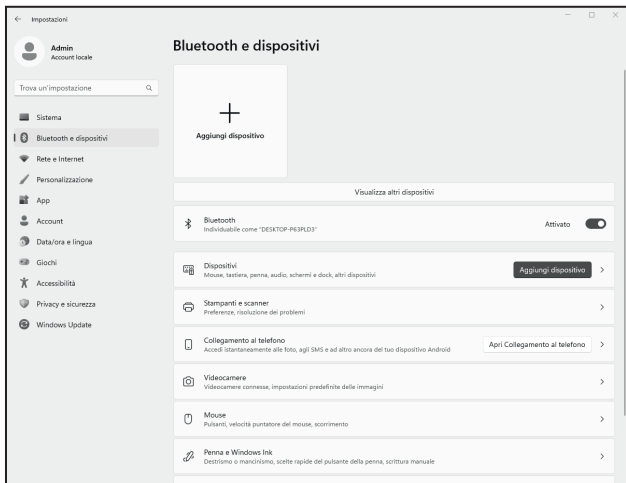 Impostazioni
Admin
Account locale
Trova un'impostazione
Sistema
Bluetooth e dispositivi
Rete e Internet
Personalizzazione
App
Account
Data/ora e lingua
Giochi
Accessibilità
Privacy e sicurezza
Windows Update
Bluetooth e dispositivi
Aggiungi dispositivo
Visualizza altri dispositivi
Bluetooth
Individuabile come "DESKTOP-P63PLD3"
Attivato
Dispositivi
Mouse, tastiera, penna, audio, schermi e dock, altri dispositivi
Aggiungi dispositivo
Stampanti e scanner
Preferenze, risoluzione dei problemi
Collegamento al telefono
Accedi istantaneamente alle foto, agli SMS e ad altro ancora del tuo dispositivo Android
Apri Collegamento al telefono
Videocamere
Videocamere connesse, impostazioni predefinite delle immagini
Mouse
Pulsanti, velocità puntatore del mouse, scorrimento
Penna e Windows Ink
Destrismo o mancinismo, scelte rapide del pulsante della penna, scrittura manuale